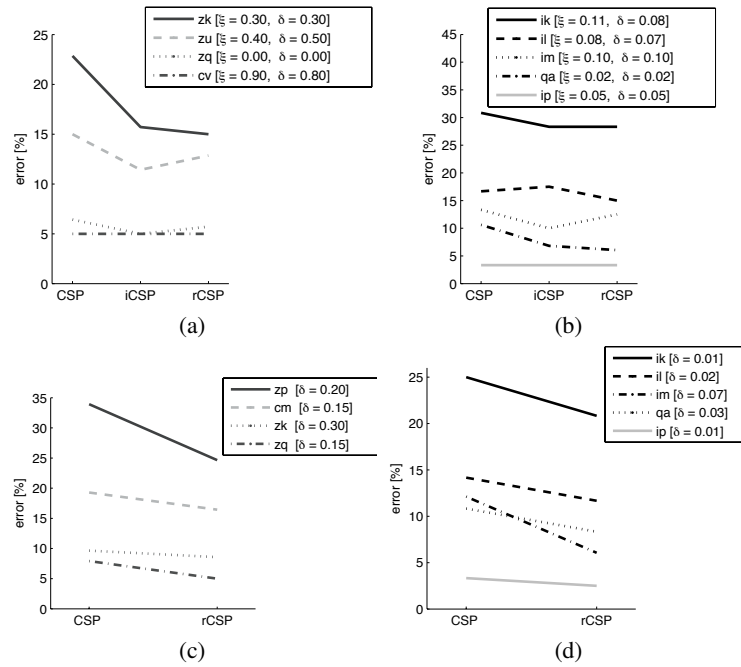 zk [ξ = 0.30, δ = 0.30]
zu [ξ = 0.40, δ = 0.50]
zq [ξ = 0.00, δ = 0.00]
cv [ξ = 0.90, δ = 0.80]
25
20
15
10
5
0
error [%]
CSP iCSP rCSP
(a)
ik [ξ = 0.11, δ = 0.08]
il [ξ = 0.08, δ = 0.07]
im [ξ = 0.10, δ = 0.10]
qa [ξ = 0.02, δ = 0.02]
ip [ξ = 0.05, δ = 0.05]
45
40
35
30
25
20
15
10
5
0
error [%]
CSP iCSP rCSP
(b)
zp [δ = 0.20]
cm [δ = 0.15]
zk [δ = 0.30]
zq [δ = 0.15]
35
30
25
20
15
10
5
0
error [%]
CSP rCSP
(c)
ik [δ = 0.01]
il [δ = 0.02]
im [δ = 0.07]
qa [δ = 0.03]
ip [δ = 0.01]
25
20
15
10
5
0
error [%]
CSP rCSP
(d)